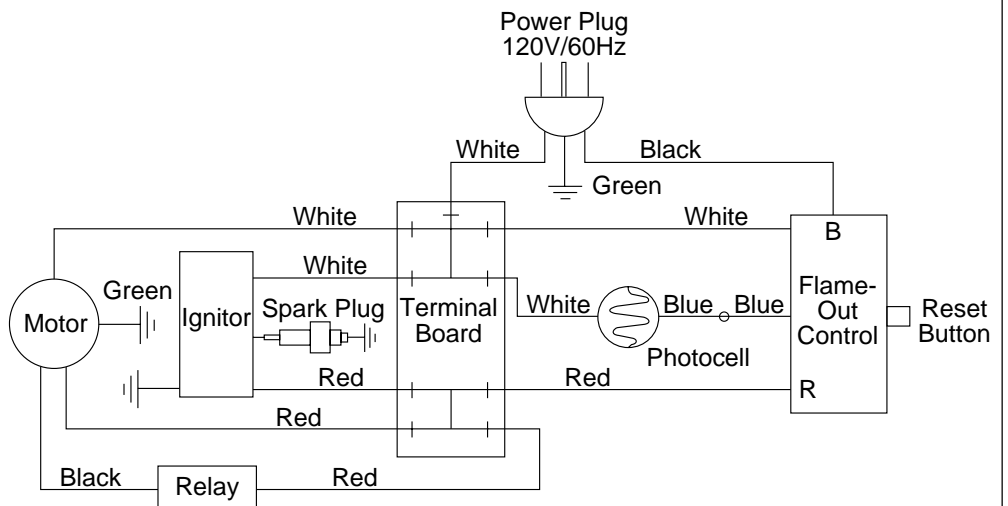 Power Plug
120V/60Hz
White
Black
Green
White
White
B
White
Green
Ignitor
Spark Plug
Terminal
Board
White
Blue
Blue
Flame-
Out
Control
Reset
Button
Motor
Photocell
Red
Red
R
Red
Black
Relay
Red